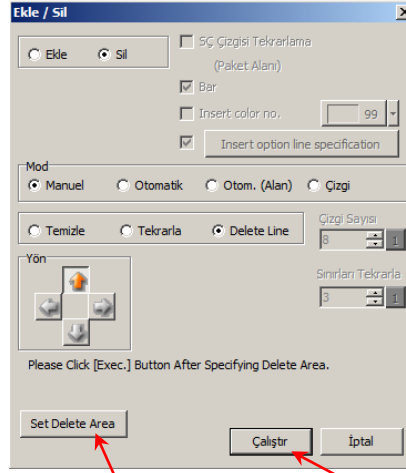 Ekle / Sil
Ekle Sil
SÇ Çizgisi Tekrarlama
(Paket Alanı)
Bar
Insert color no. 99
Insert option line specification
Mod
Manuel Otomatik Otom. (Alan) Çizgi
Temizle Tekrarla Delete Line
Çizgi Sayısı
8 1
Yön
Sınırları Tekrarla
3 1
Please Click [Exec.] Button After Specifying Delete Area.
Set Delete Area
Çalıştır İptal